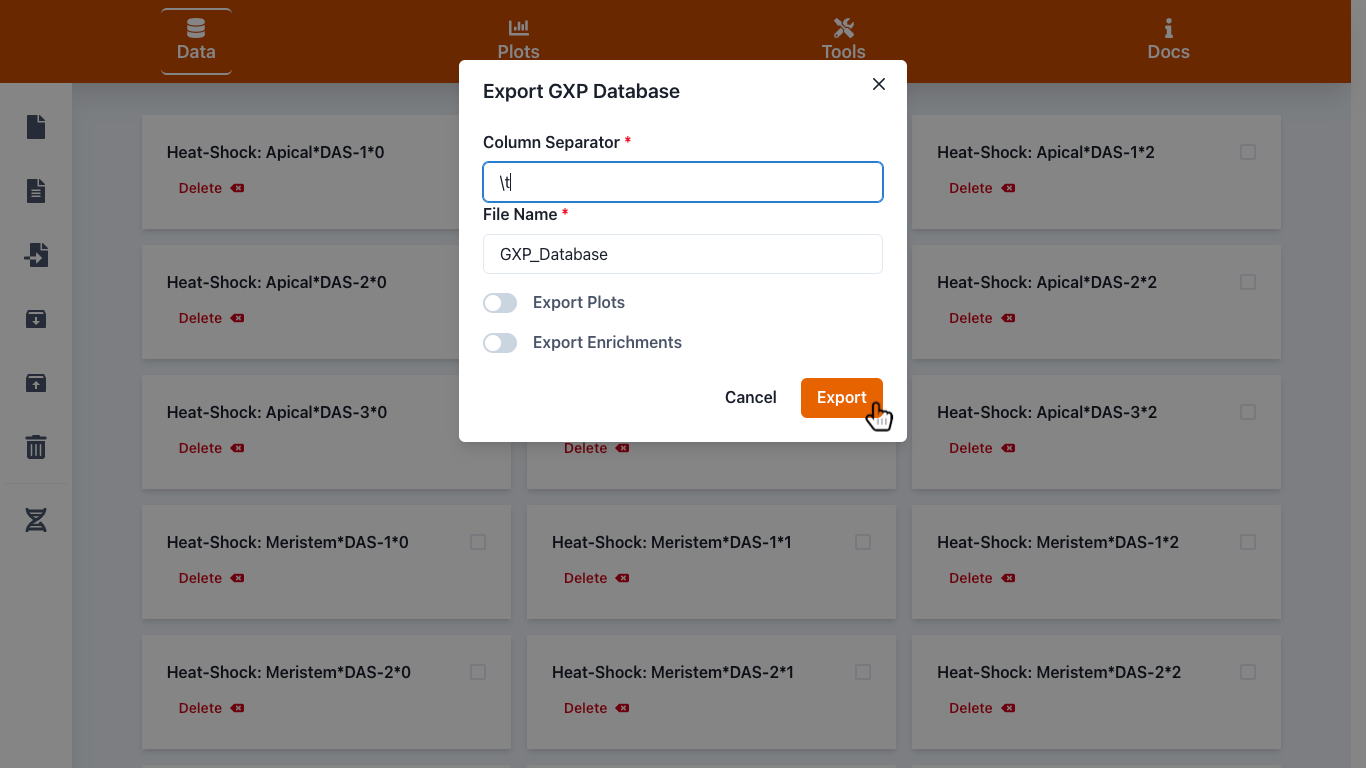 Data
Plots
Tools
Docs
Export GXP Database
Column Separator *
\t
File Name *
GXP_Database
Export Plots
Export Enrichments
Cancel
Export
Heat-Shock: Apical*DAS-1*0
Delete
Heat-Shock: Apical*DAS-1*2
Delete
Heat-Shock: Apical*DAS-2*0
Delete
Heat-Shock: Apical*DAS-2*2
Delete
Heat-Shock: Apical*DAS-3*0
Delete
Delete
Heat-Shock: Apical*DAS-3*2
Delete
Heat-Shock: Meristem*DAS-1*0
Delete
Heat-Shock: Meristem*DAS-1*1
Delete
Heat-Shock: Meristem*DAS-1*2
Delete
Heat-Shock: Meristem*DAS-2*0
Delete
Heat-Shock: Meristem*DAS-2*1
Delete
Heat-Shock: Meristem*DAS-2*2
Delete